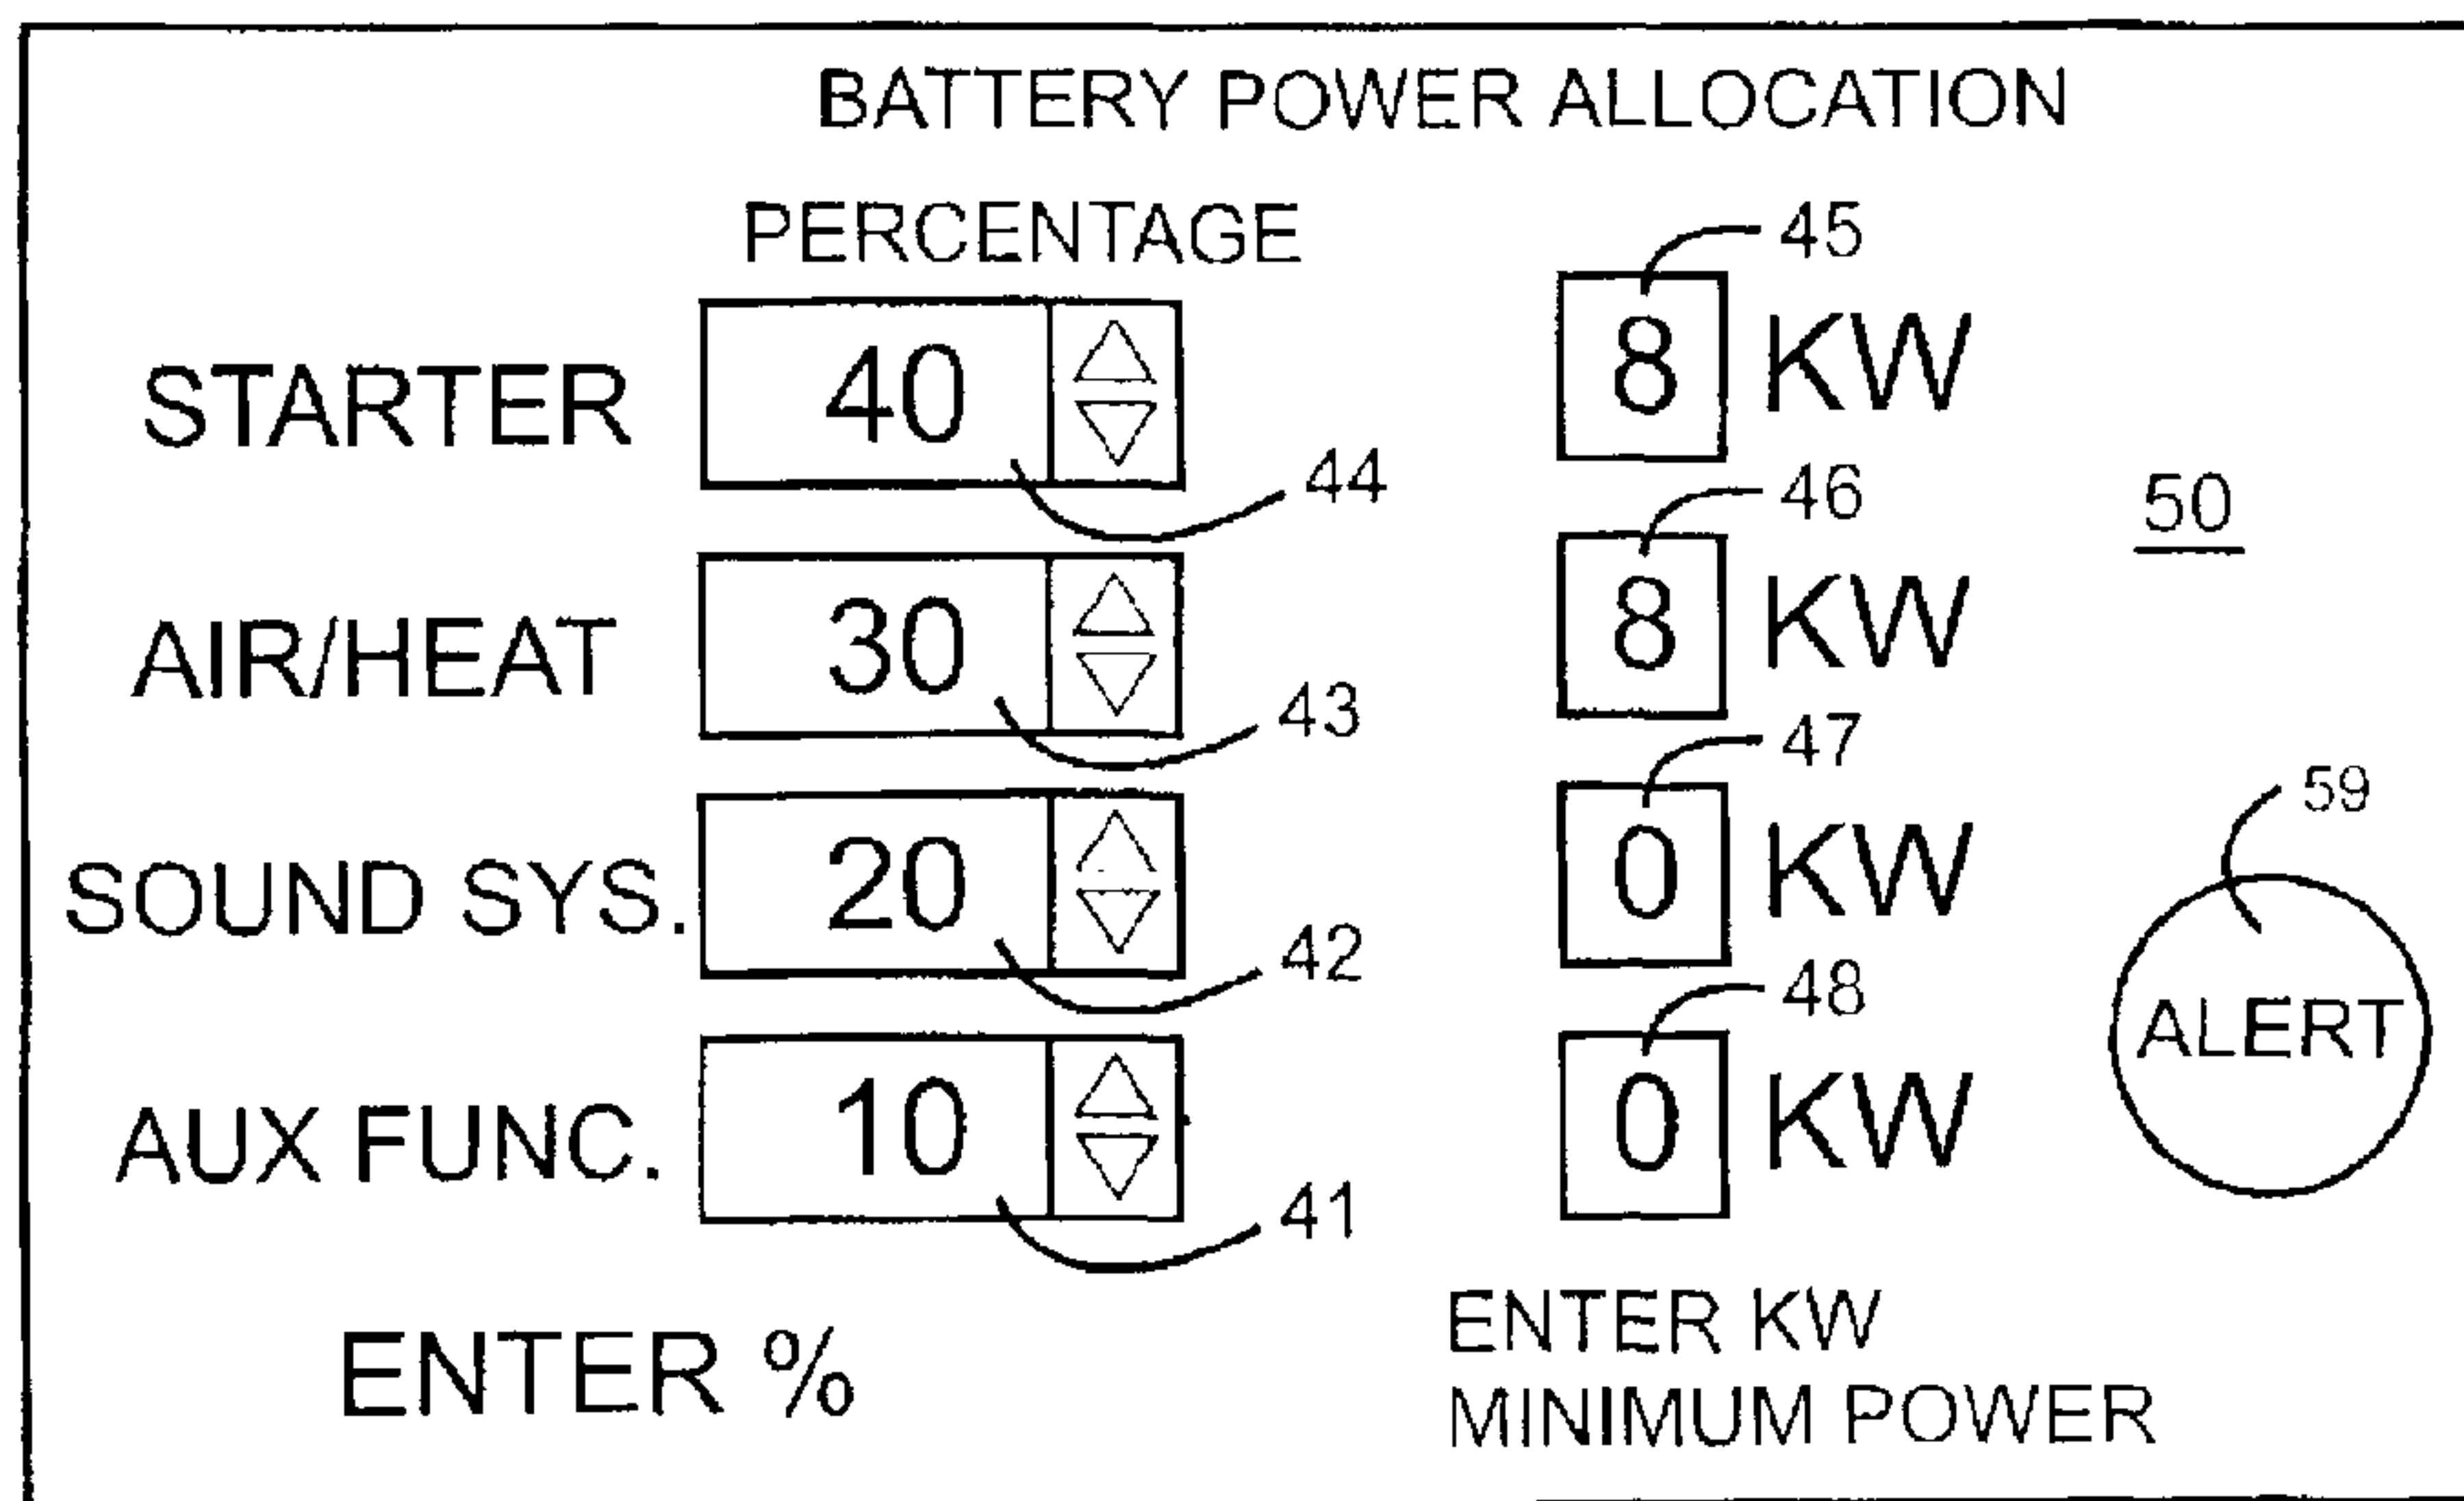 BATTERY POWER ALLOCATION
PERCENTAGE
45
STARTER 40 8 KW
44
46
50
AIR/HEAT 30 8 KW
43
47
59
SOUND SYS. 20 0 KW
42
48
ALERT
AUX FUNC. 10 0 KW
41
ENTER %
ENTER KW
MINIMUM POWER